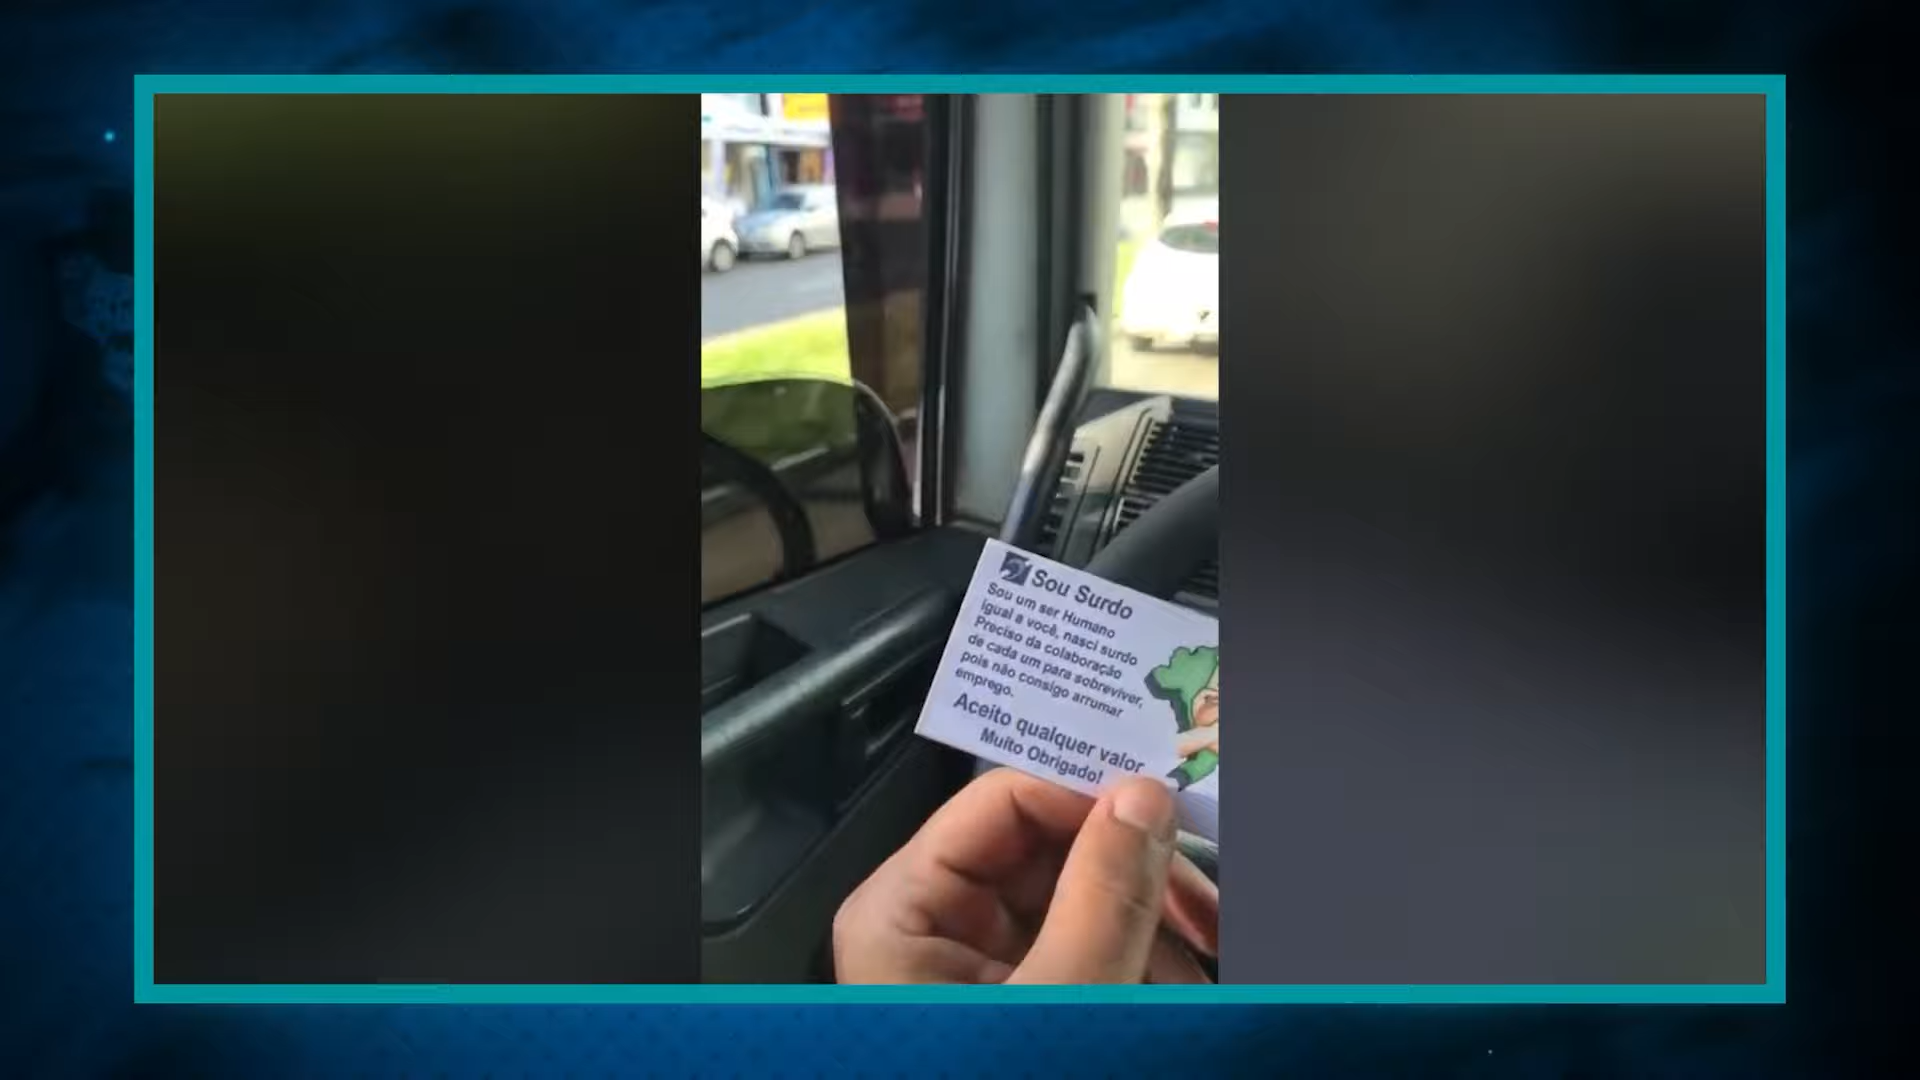 Sou Surdo
Sou um ser Humano
igual a você, nasci surdo
Preciso da colaboração
de cada um para sobreviver,
pois não consigo arrumar
emprego.
Aceito qualquer valor
Muito Obrigado!